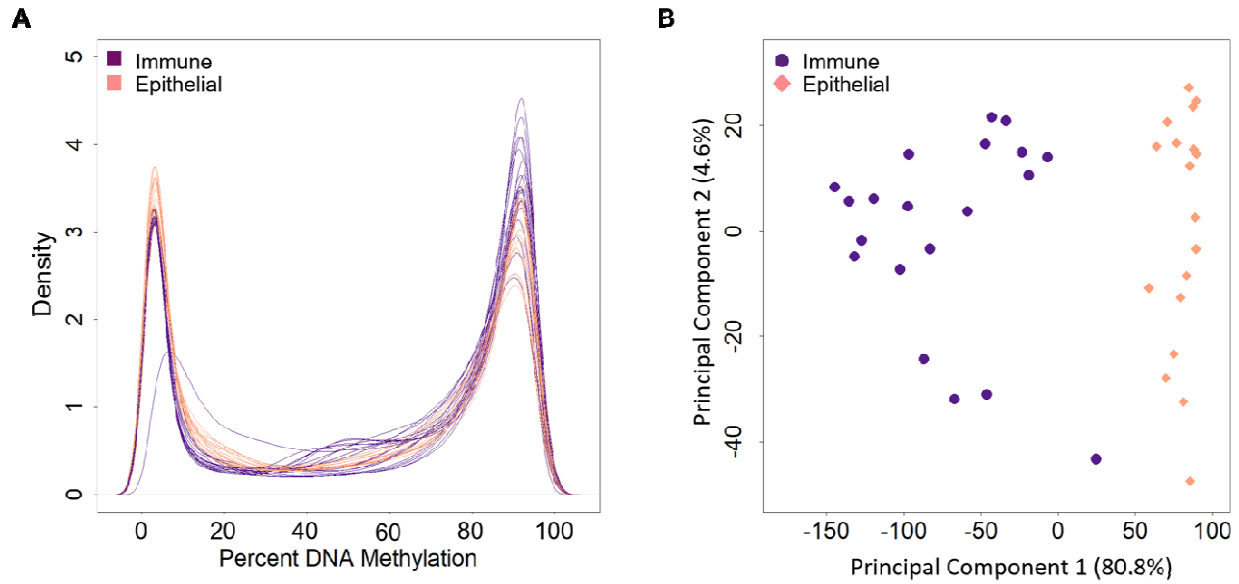 A
Immune
Epithelial
5
4
3
2
1
0
Density
0
20
40
60
80
100
Percent DNA Methylation
B
Immune
Epithelial
20
0
-20
-40
Principal Component 2 (4.6%)
-150
-100
-50
0
50
100
Principal Component 1 (80.8%)